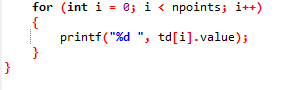 for (int i = 0; i < npoints; i++)
{
printf("%d ", td[i].value);
}
}